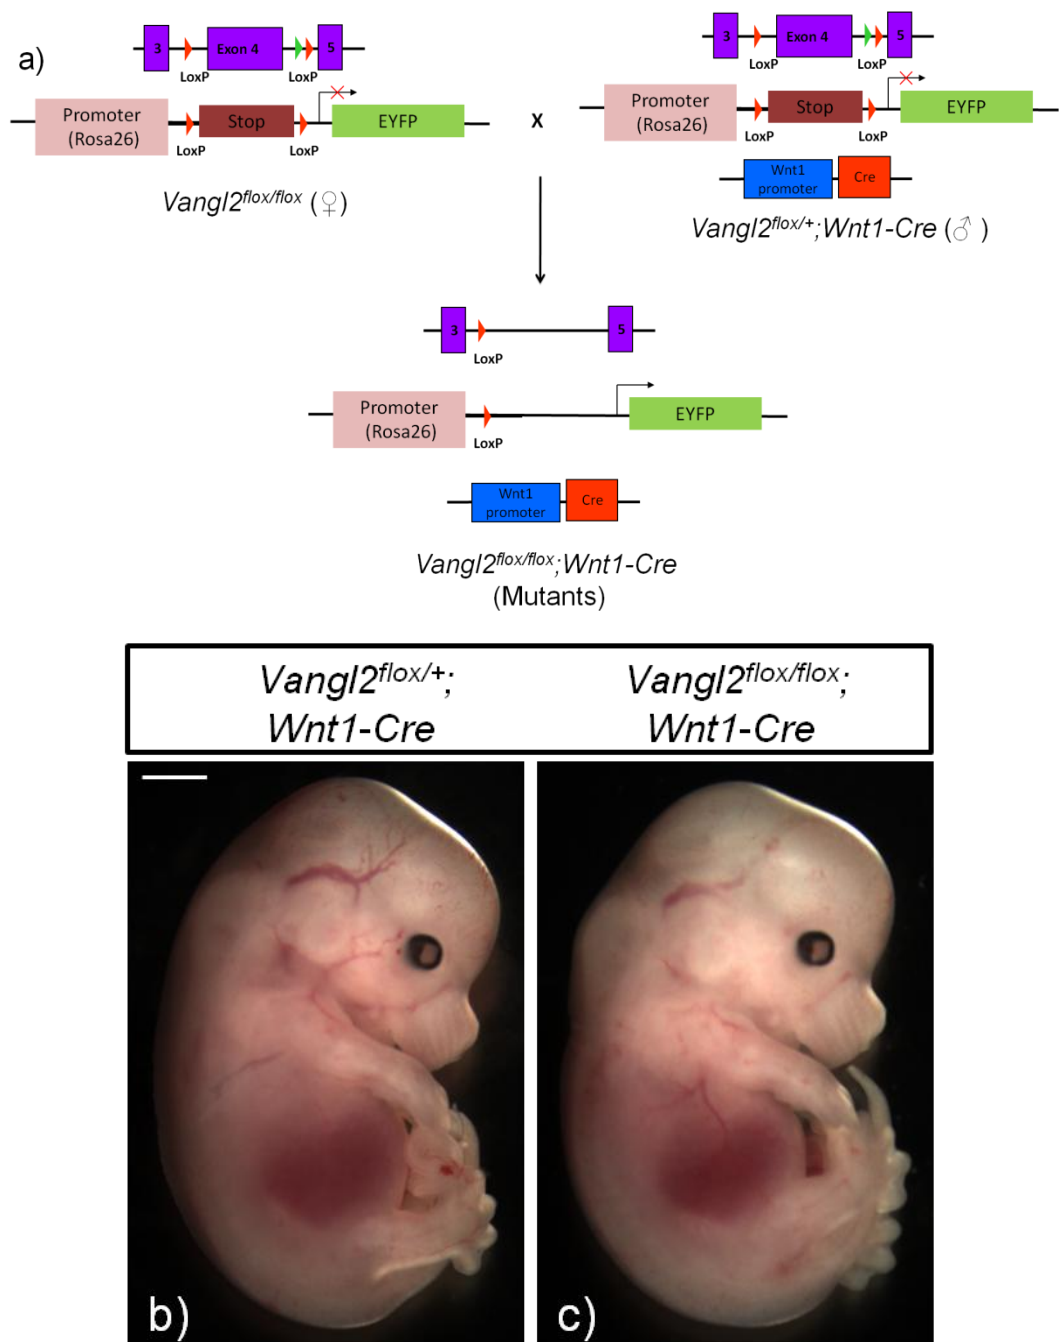 a)
3 Exon 4 5
LoxP LoxP
Promoter
(Rosa26) Stop EYFP
LoxP LoxP
Vangl2flox/flox (♀)
X
3 Exon 4 5
LoxP LoxP
Promoter
(Rosa26) Stop EYFP
LoxP LoxP
Wnt1
promoter Cre
Vangl2flox/+;Wnt1-Cre (♂)
3 5
LoxP
Promoter
(Rosa26) EYFP
LoxP
Wnt1
promoter Cre
Vangl2flox/flox;Wnt1-Cre
(Mutants)
Vangl2flox/+;
Wnt1-Cre
Vangl2flox/flox;
Wnt1-Cre
b)
c)